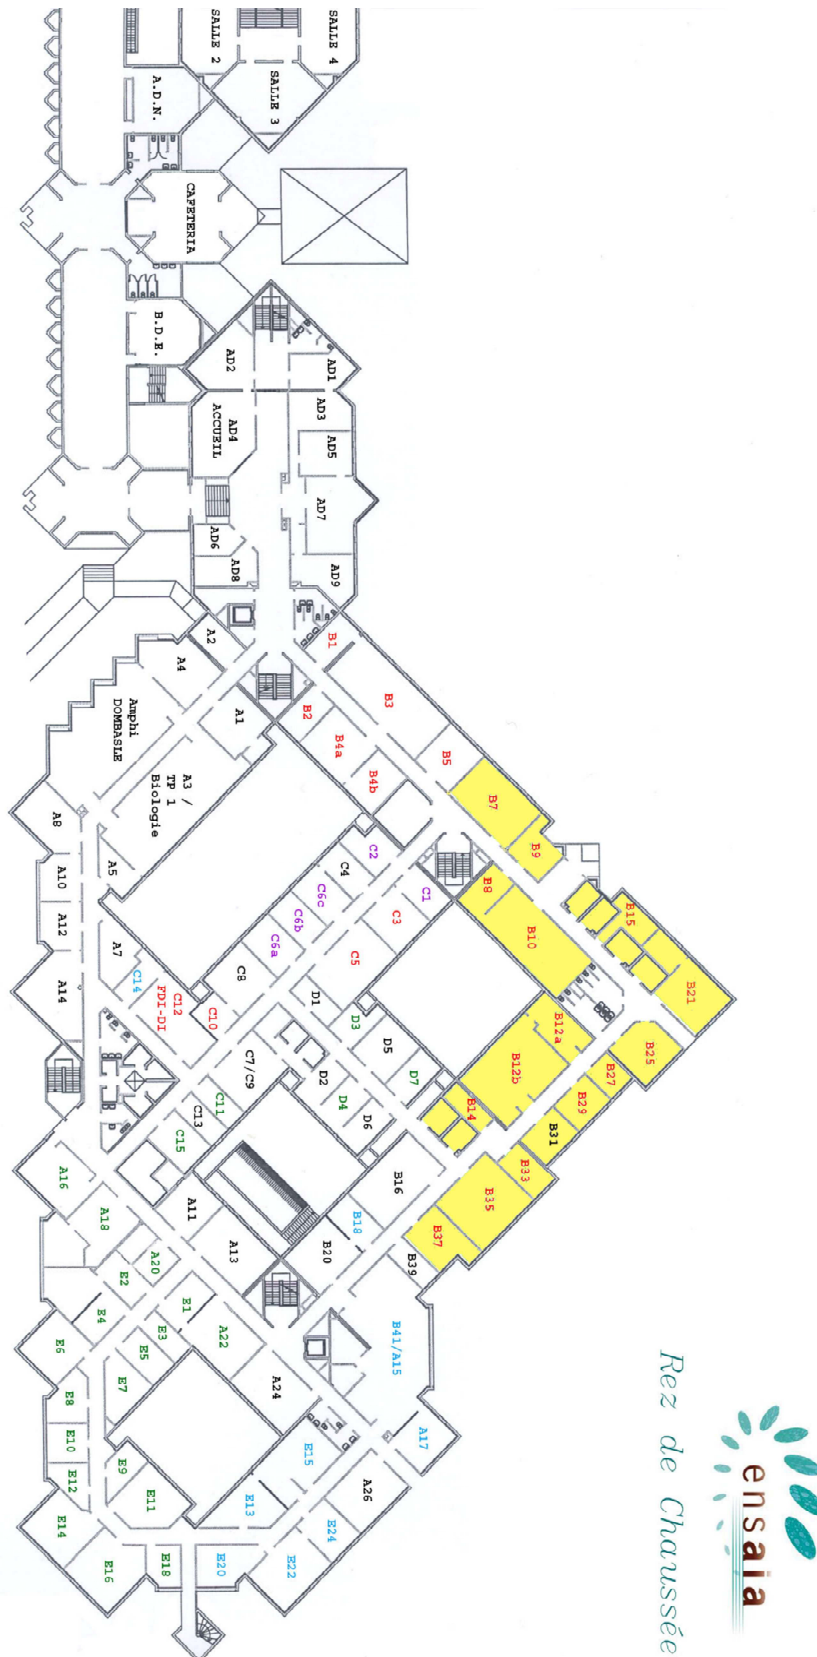 SALLE 2
SALLE 4
SALLE 3
A.D.N.
CAFETERIA
B.D.E.
AD2
AD1
AD3
AD4
ACCUEIL
AD5
AD7
AD6
AD8
AD9
A2
A4
A1
Amphi
DOMBASLE
A3 /
TP 1
Biologie
A8
A5
A10
A12
A14
A7
B1
B3
B2
B4a
B4b
B5
B7
B9
B8
B10
B15
B21
B12a
B12b
B14
B25
B27
B29
B31
B33
B35
B37
B39
B16
B18
B20
B41/A15
C2
C4
C6c
C6b
C6a
C8
C1
C3
C5
C10
C12
FDI-DI
C14
C7/C9
C11
C13
C15
D1
D3
D5
D7
D2
D4
D6
A16
A18
A20
A11
A13
A22
A24
A17
A26
E2
E4
E6
E1
E3
E5
E7
E8
E10
E12
E9
E11
E14
E16
E18
E20
E13
E15
E22
E24
Rez de Chaussée
ensaia